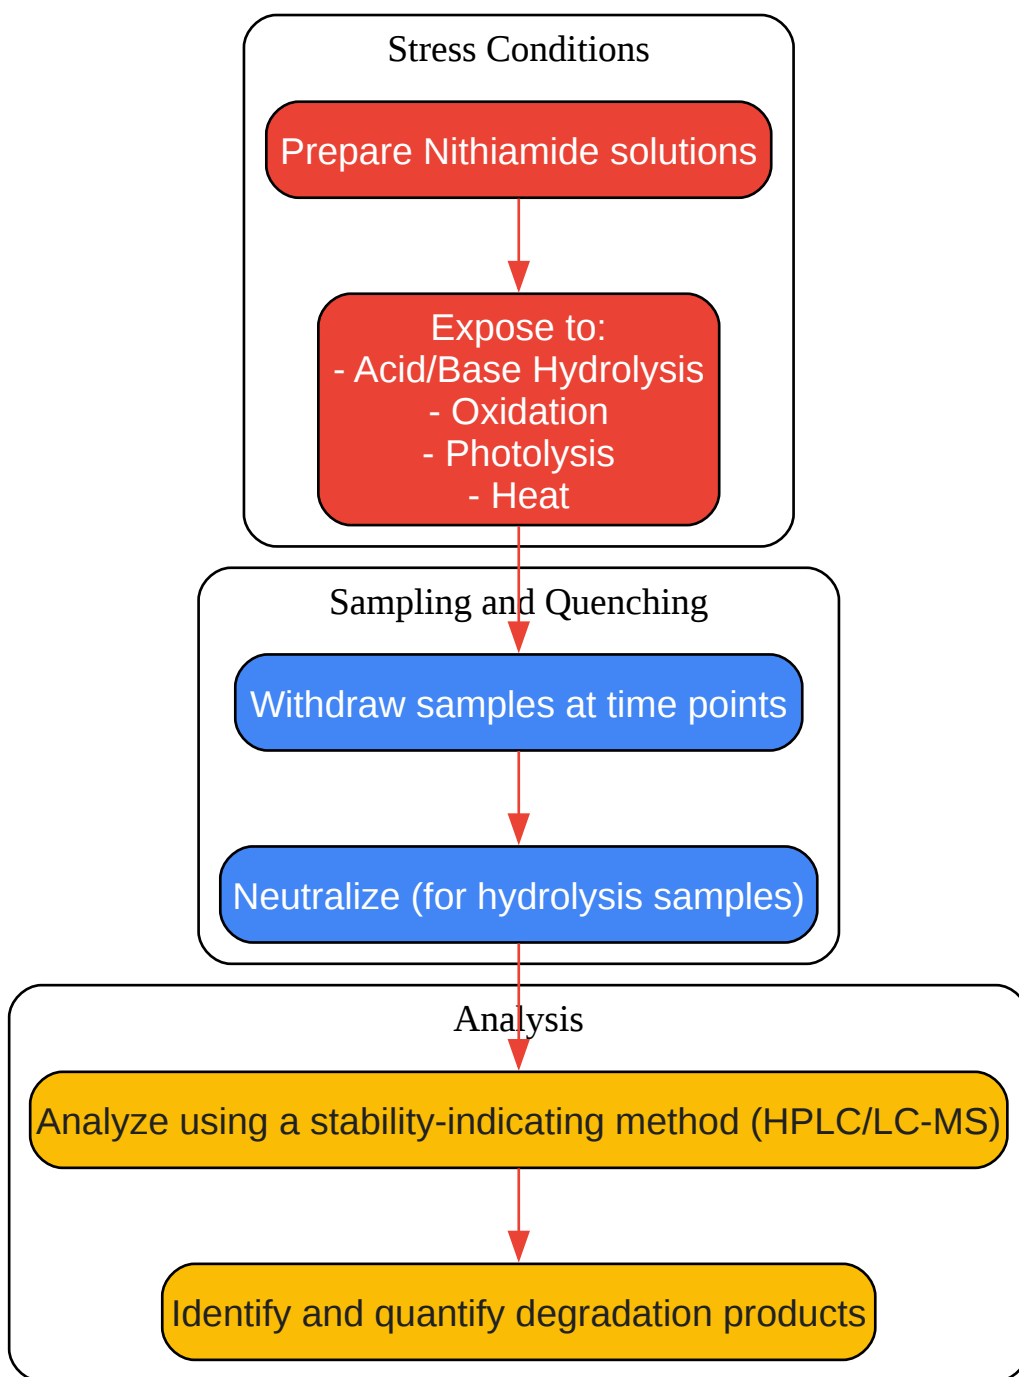 Stress Conditions
Prepare Nithiamide solutions
Expose to:
- Acid/Base Hydrolysis
- Oxidation
- Photolysis
- Heat
Sampling and Quenching
Withdraw samples at time points
Neutralize (for hydrolysis samples)
Analysis
Analyze using a stability-indicating method (HPLC/LC-MS)
Identify and quantify degradation products